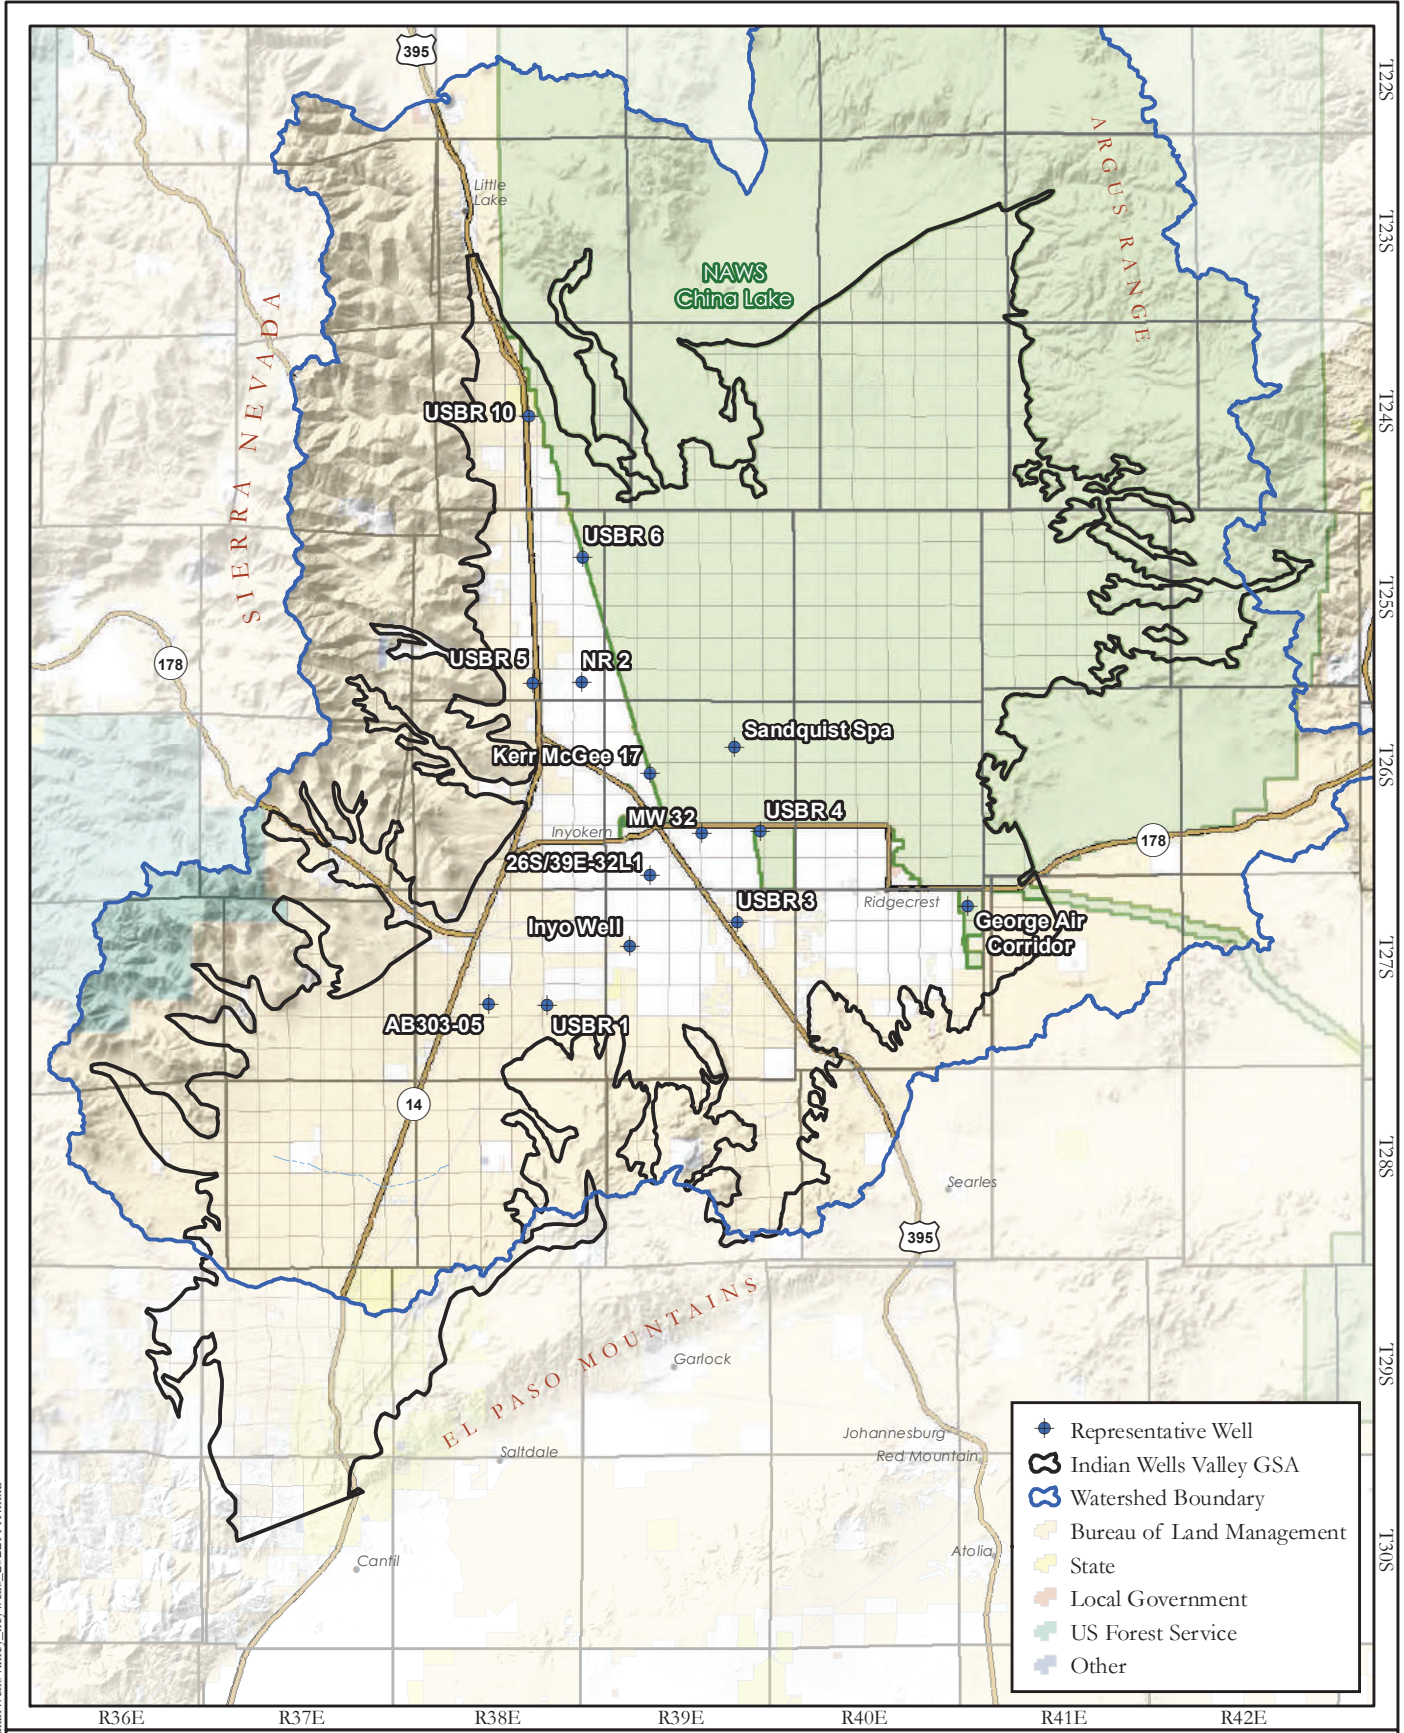 395
T22S
ARGUS RANGE
Little
Lake
T23S
NAWS
China Lake
SIERRA NEVADA
USBR 10
T24S
USBR 6
T25S
178
USBR 5
NR 2
Sandquist Spa
Kerr McGee 17
T26S
MW 32
USBR 4
Inyokern
178
26S/39E-32L1
USBR 3
Ridgecrest
Inyo Well
George Air
Corridor
T27S
AB303-05
USBR 1
14
T28S
Searles
395
EL PASO MOUNTAINS
Garlock
T29S
Johannesburg
Saltdale
Red Mountain
Atolia
Cantil
T30S
Representative Well
Indian Wells Valley GSA
Watershed Boundary
Bureau of Land Management
State
Local Government
US Forest Service
Other
R36E
R37E
R38E
R39E
R40E
R41E
R42E